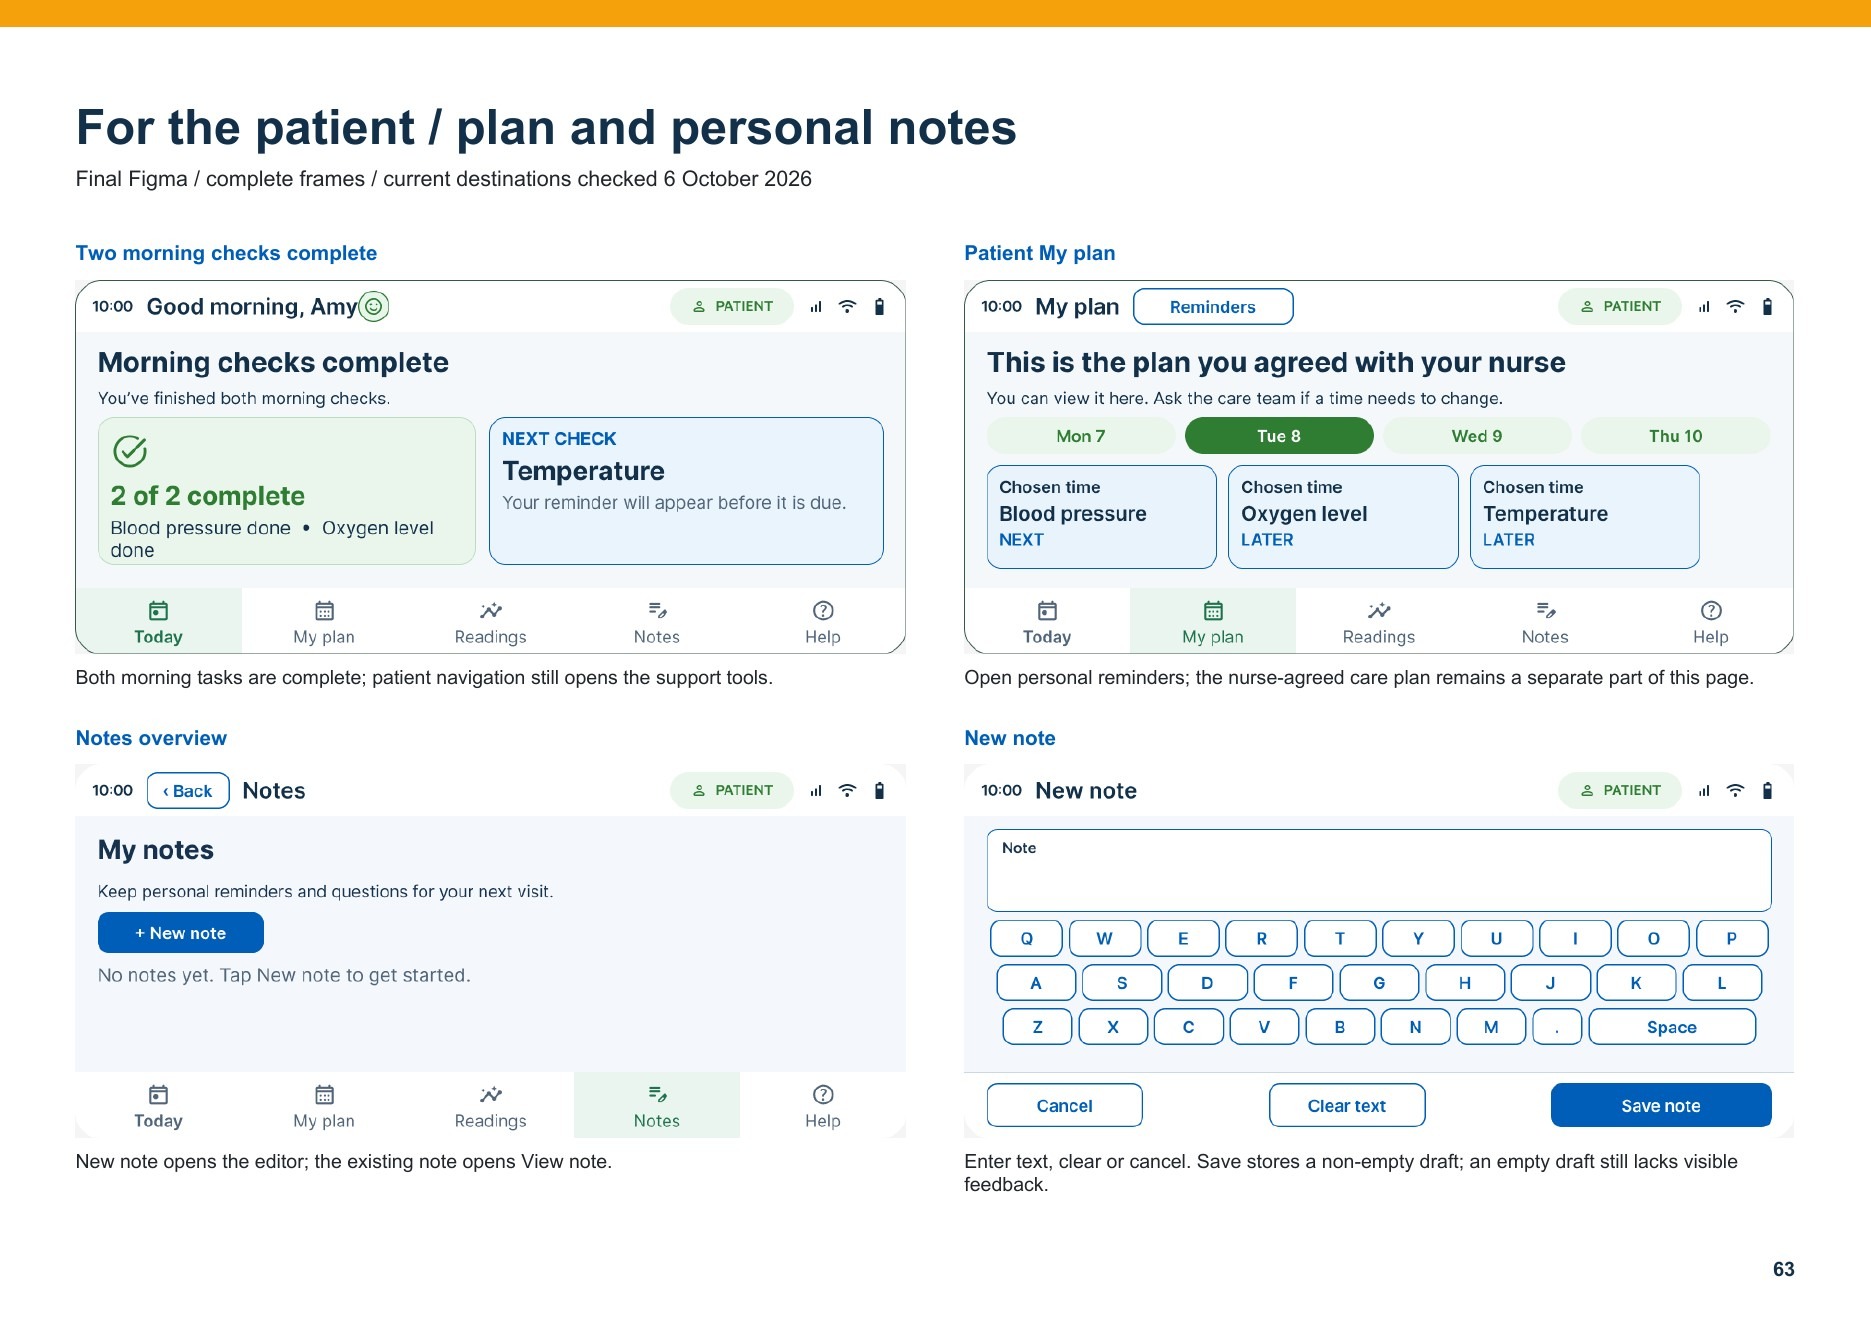 For the patient / plan and personal notes
Final Figma / complete frames / current destinations checked 6 October 2026
Two morning checks complete
10:00 Good morning, Amy PATIENT
Morning checks complete
You've finished both morning checks.
2 of 2 complete
Blood pressure done • Oxygen level
done
NEXT CHECK
Temperature
Your reminder will appear before it is due.
Today My plan Readings Notes Help
Both morning tasks are complete; patient navigation still opens the support tools.
Patient My plan
10:00 My plan Reminders PATIENT
This is the plan you agreed with your nurse
You can view it here. Ask the care team if a time needs to change.
Mon 7 Tue 8 Wed 9 Thu 10
Chosen time Chosen time Chosen time
Blood pressure Oxygen level Temperature
NEXT LATER LATER
Today My plan Readings Notes Help
Open personal reminders; the nurse-agreed care plan remains a separate part of this page.
Notes overview
10:00 ‹ Back Notes PATIENT
My notes
Keep personal reminders and questions for your next visit.
+ New note
No notes yet. Tap New note to get started.
Today My plan Readings Notes Help
New note opens the editor; the existing note opens View note.
New note
10:00 New note PATIENT
Note
Q W E R T Y U I O P
A S D F G H J K L
Z X C V B N M . Space
Cancel Clear text Save note
Enter text, clear or cancel. Save stores a non-empty draft; an empty draft still lacks visible
feedback.
63